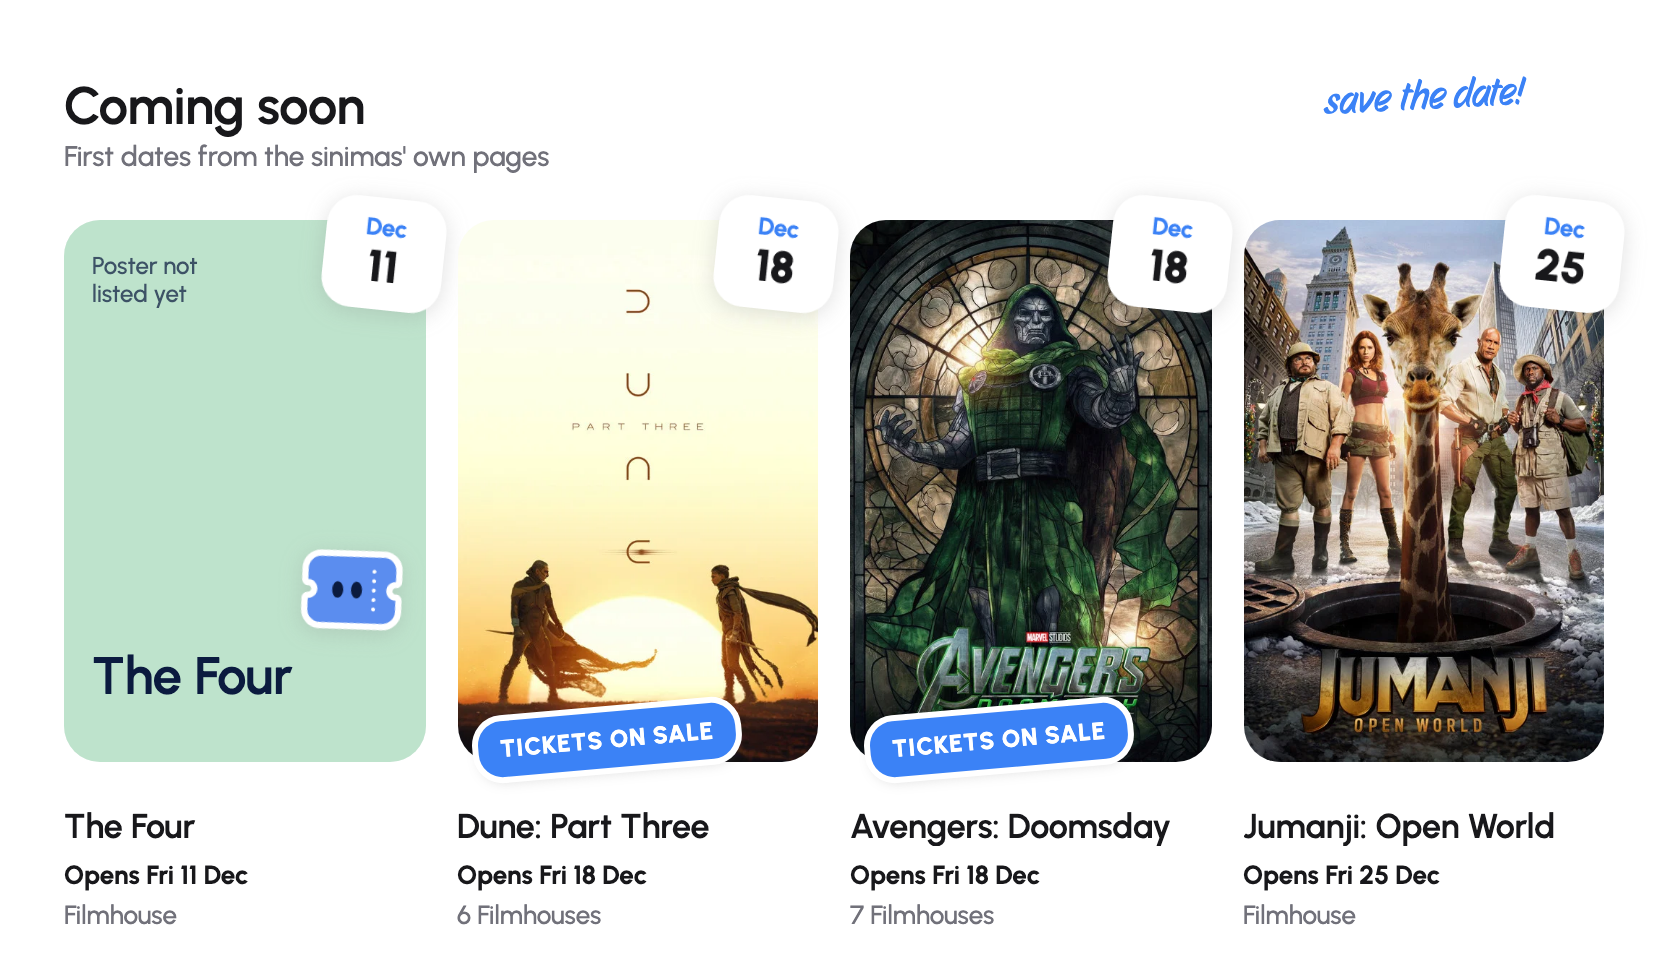 Coming soon
save the date!
First dates from the sinimas' own pages
Poster not
listed yet
Dec
11
The Four
Dec
18
PART THREE
TICKETS ON SALE
Dec
18
MARVEL STUDIOS
AVENGERS
TICKETS ON SALE
Dec
25
JUMANJI
OPEN WORLD
The Four
Opens Fri 11 Dec
Filmhouse
Dune: Part Three
Opens Fri 18 Dec
6 Filmhouses
Avengers: Doomsday
Opens Fri 18 Dec
7 Filmhouses
Jumanji: Open World
Opens Fri 25 Dec
Filmhouse